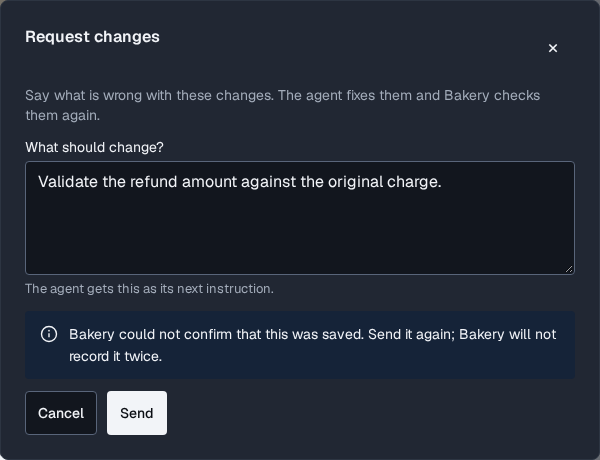 Request changes
Say what is wrong with these changes. The agent fixes them and Bakery checks
them again.
What should change?
Validate the refund amount against the original charge.
The agent gets this as its next instruction.
Bakery could not confirm that this was saved. Send it again; Bakery will not
record it twice.
Cancel
Send